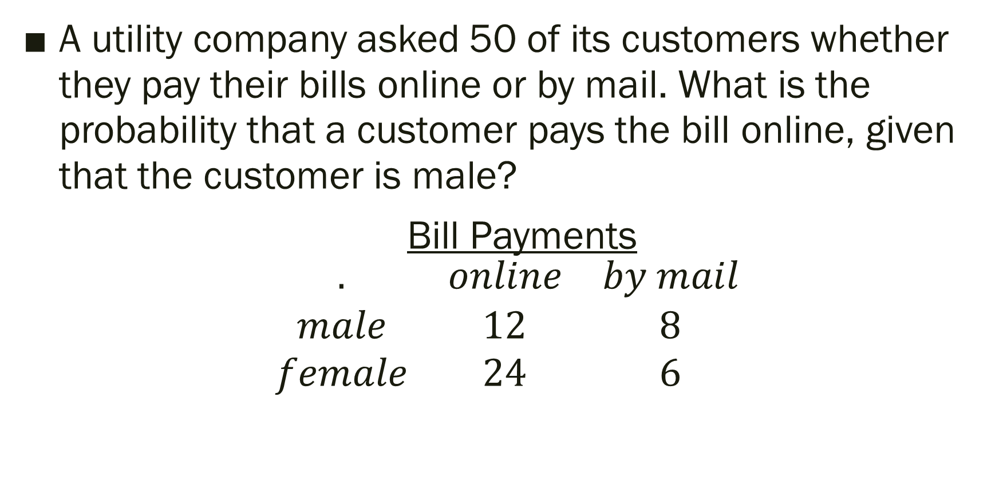 ■ A utility company asked 50 of its customers whether
they pay their bills online or by mail. What is the
probability that a customer pays the bill online, given
that the customer is male?
Bill Payments
. online by mail
male 12 8
female 24 6